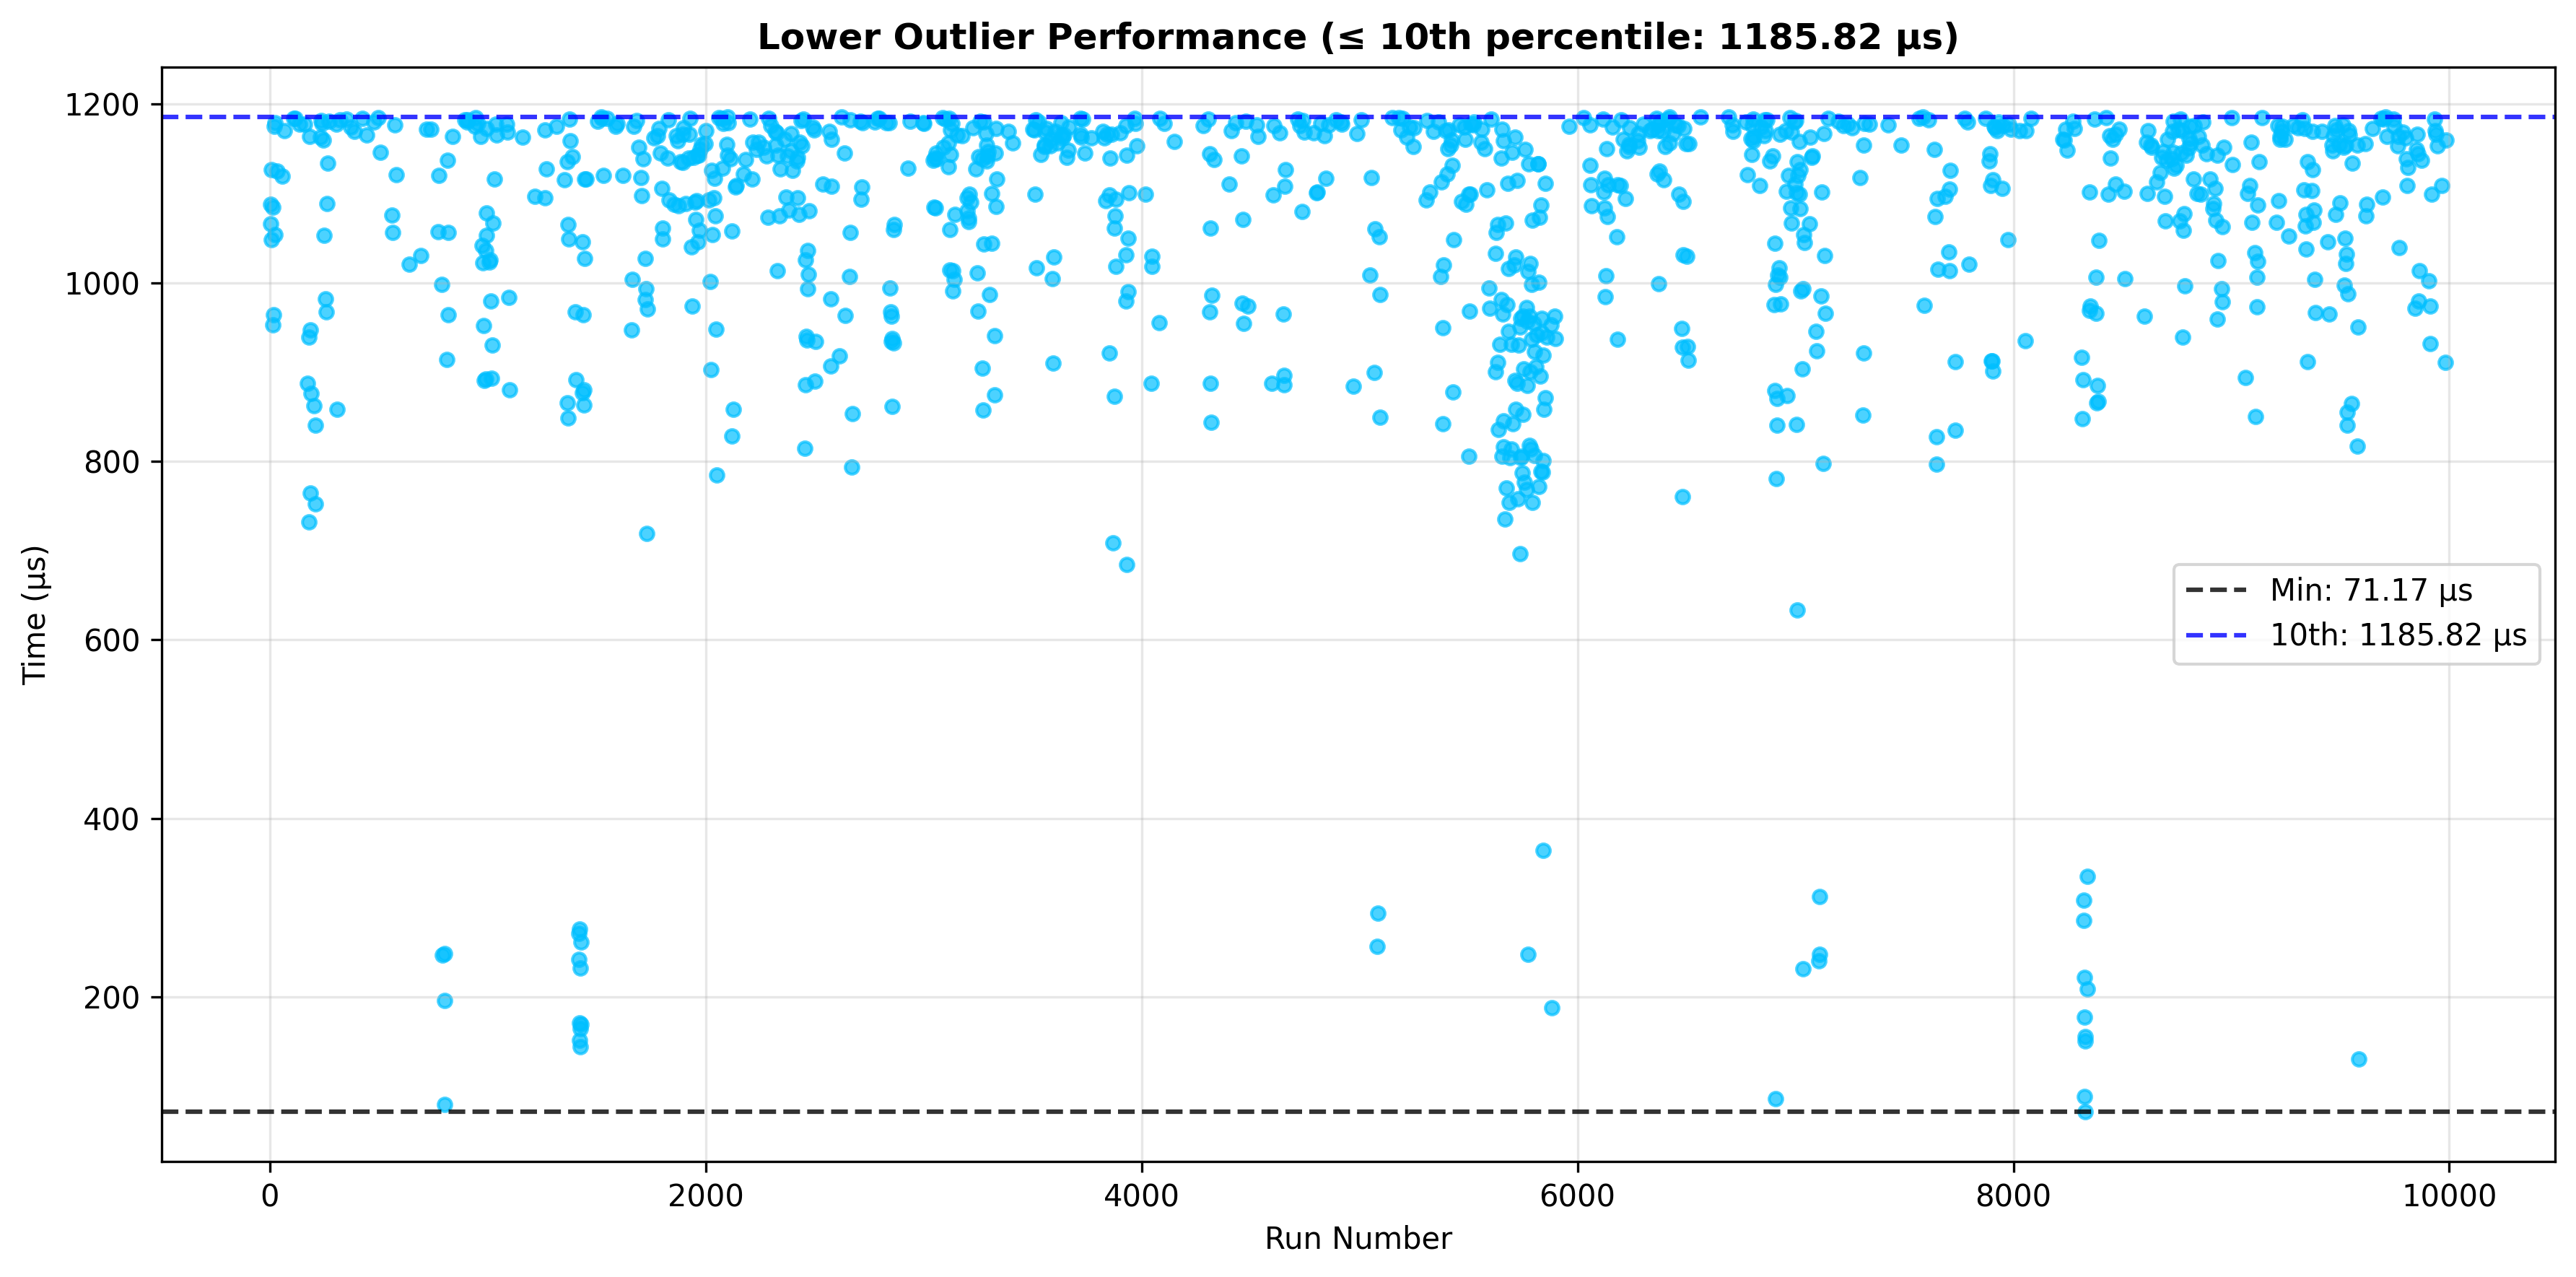 Lower Outlier Performance (≤ 10th percentile: 1185.82 µs)
Time (µs)
1200
1000
800
600
400
200
Min: 71.17 µs
10th: 1185.82 µs
0
2000
4000
6000
8000
10000
Run Number